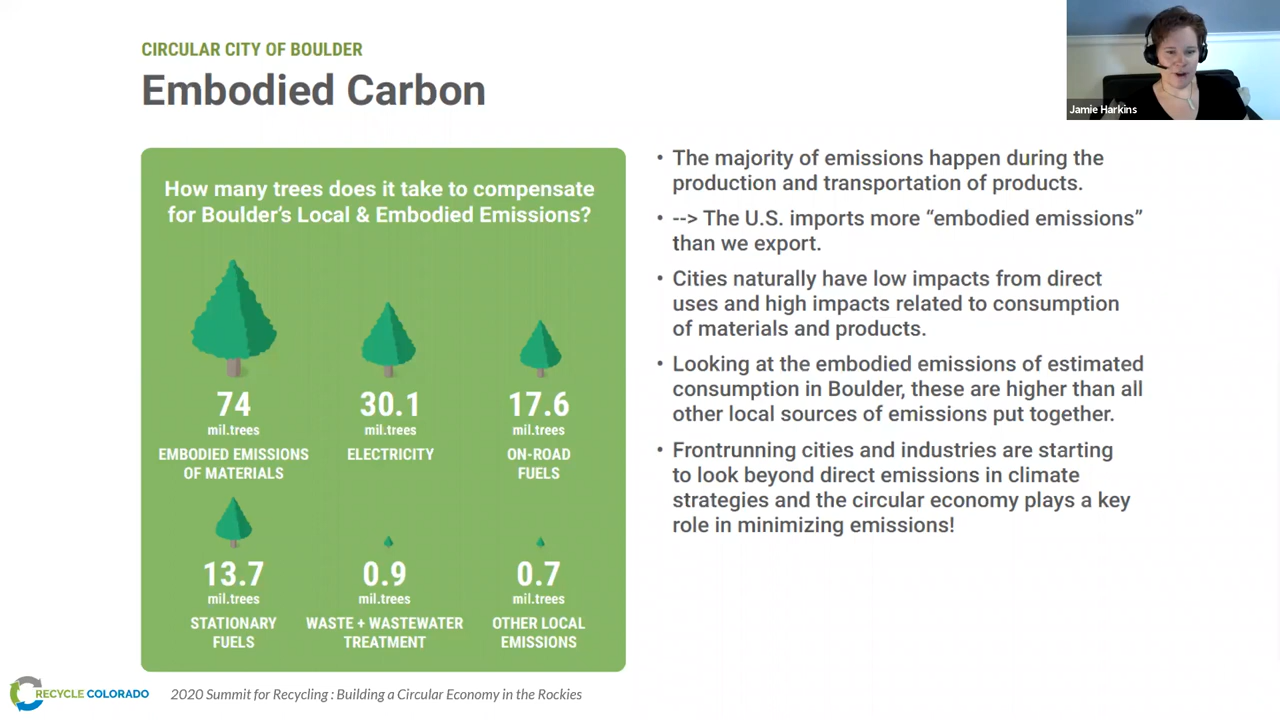 CIRCULAR CITY OF BOULDER
Embodied Carbon
Jamie Harkins
How many trees does it take to compensate
for Boulder's Local & Embodied Emissions?
74
mil.trees
EMBODIED EMISSIONS
OF MATERIALS
30.1
mil.trees
ELECTRICITY
17.6
mil.trees
ON-ROAD
FUELS
13.7
mil.trees
STATIONARY
FUELS
0.9
mil.trees
WASTE + WASTEWATER
TREATMENT
0.7
mil.trees
OTHER LOCAL
EMISSIONS
• The majority of emissions happen during the
production and transportation of products.
• --> The U.S. imports more “embodied emissions”
than we export.
• Cities naturally have low impacts from direct
uses and high impacts related to consumption
of materials and products.
• Looking at the embodied emissions of estimated
consumption in Boulder, these are higher than all
other local sources of emissions put together.
• Frontrunning cities and industries are starting
to look beyond direct emissions in climate
strategies and the circular economy plays a key
role in minimizing emissions!
RECYCLE COLORADO
2020 Summit for Recycling : Building a Circular Economy in the Rockies